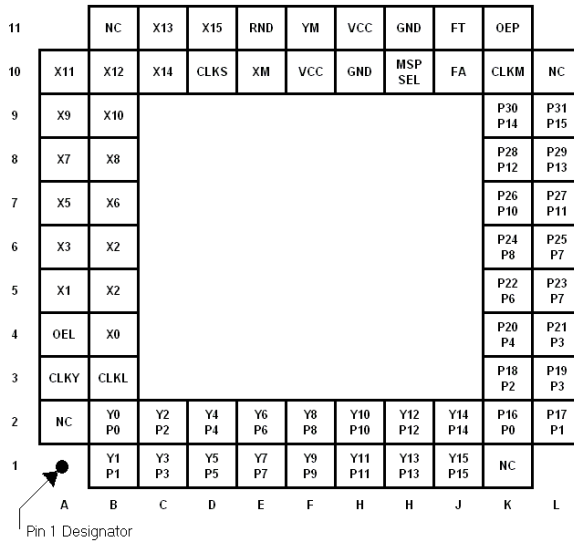 11 NC X13 X15 RND YM VCC GND FT OEP
10 X11 X12 X14 CLKS XM VCC GND MSP SEL FA CLKM NC
9 X9 X10 P30 P14 P31 P15
8 X7 X8 P28 P12 P29 P13
7 X5 X6 P26 P10 P27 P11
6 X3 X2 P24 P8 P25 P7
5 X1 X2 P22 P6 P23 P7
4 OEL X0 P20 P4 P21 P3
3 CLKY CLKL P18 P2 P19 P3
2 NC Y0 P0 Y2 P2 Y4 P4 Y6 P6 Y8 P8 Y10 P10 Y12 P12 Y14 P14 P16 P0 P17 P1
1 Y1 P1 Y3 P3 Y5 P5 Y7 P7 Y9 P9 Y11 P11 Y13 P13 Y15 P15 NC
A B C D E F H H J K L
Pin 1 Designator